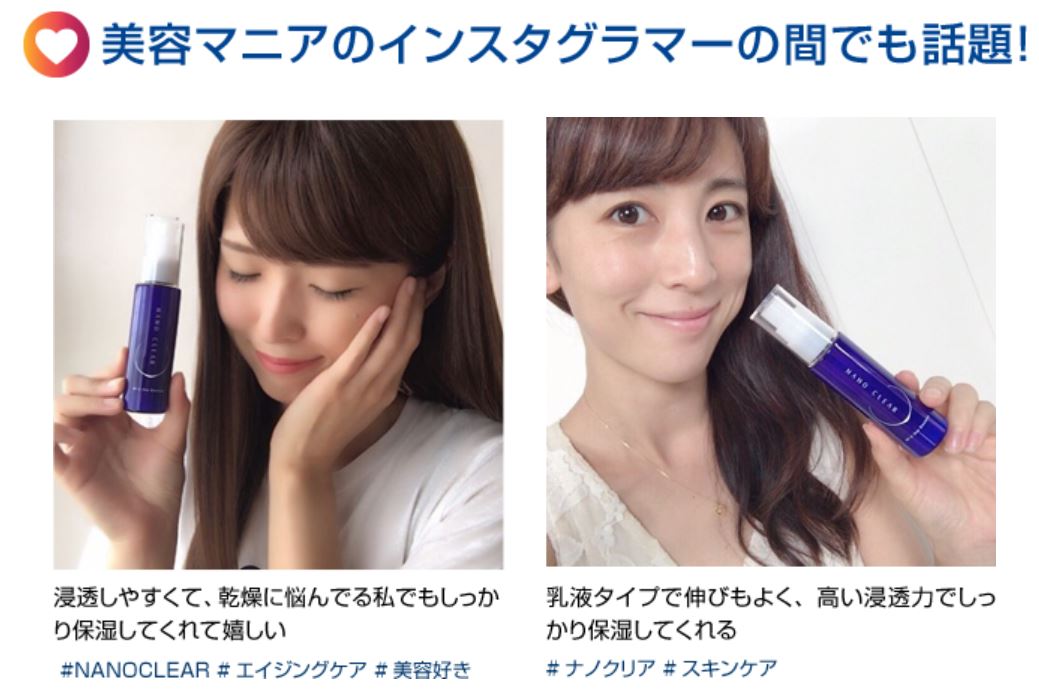 美容マニアのインスタグラマーの間でも話題!
NANO CLEAR
NANO CLEAR
浸透しやすくて、乾燥に悩んでる私でもしっか
り保湿してくれて嬉しい
#NANOCLEAR # エイジングケア # 美容好き
乳液タイプで伸びもよく、高い浸透力でしっ
かり保湿してくれる
# ナノクリア # スキンケア